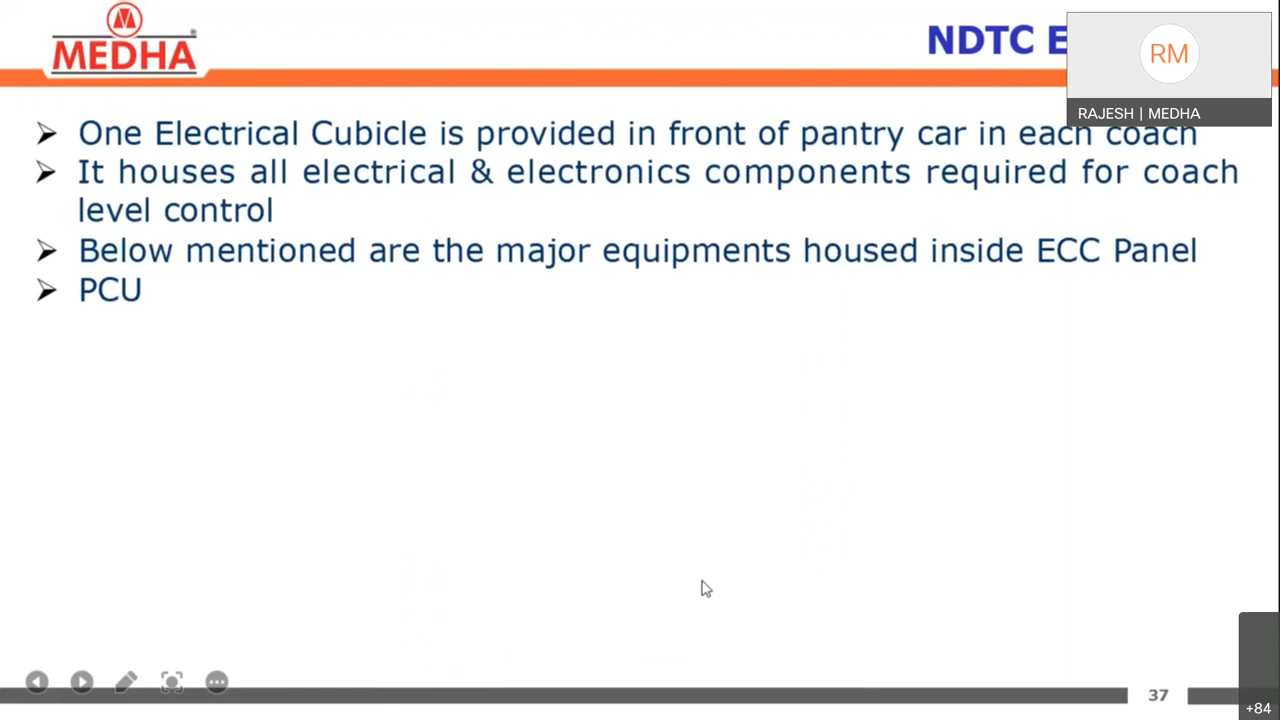 MEDHA
NDTC E
RM
RAJESH | MEDHA
One Electrical Cubicle is provided in front of pantry car in each coach
It houses all electrical & electronics components required for coach
level control
Below mentioned are the major equipments housed inside ECC Panel
PCU
37
+84